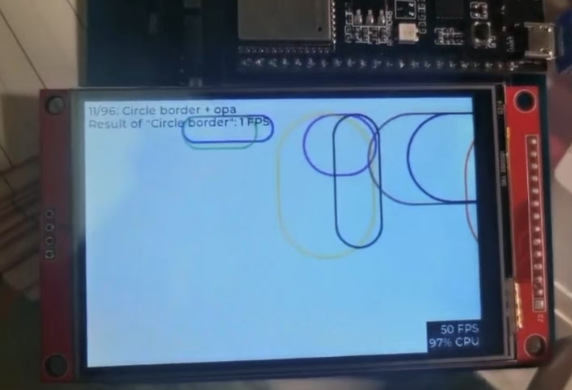 11/96: Circle border + opa
Result of "Circle border": 1 FPS
50 FPS
97% CPU